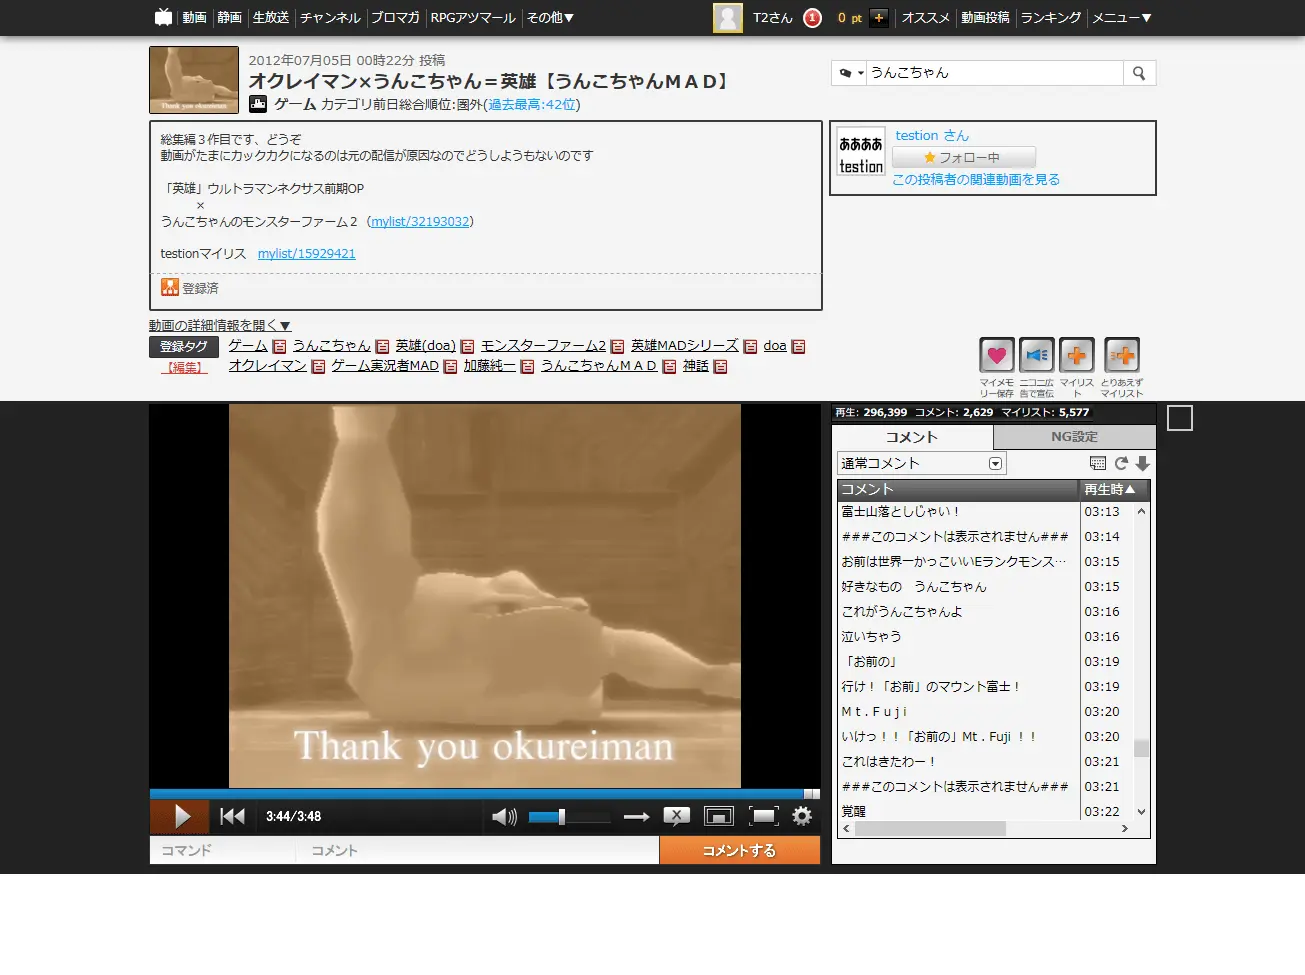 動画 静画 生放送 チャンネル ブロマガ RPGアツマール その他▼ T2さん 1 0 pt + オススメ 動画投稿 ランキング メニュー▼
2012年07月05日 00時22分 投稿
オクレイマン×うんこちゃん＝英雄【うんこちゃんＭＡＤ】
ゲーム カテゴリ前日総合順位:圏外(過去最高:42位)
うんこちゃん
総集編３作目です、どうぞ
動画がたまにカックカクになるのは元の配信が原因なのでどうしようもないのです
「英雄」ウルトラマンネクサス前期OP
×
うんこちゃんのモンスターファーム２（mylist/32193032）
testionマイリス mylist/15929421
登録済
ああああ
testion
testion さん
フォロー中
この投稿者の関連動画を見る
動画の詳細情報を開く▼
登録タグ
【編集】
ゲーム うんこちゃん 英雄(doa) モンスターファーム2 英雄MADシリーズ doa
オクレイマン ゲーム実況者MAD 加藤純一 うんこちゃんＭＡＤ 神話
マイメモリー保存
ニコニ広告で宣伝
マイリスト
とりあえずマイリスト
Thank you okureiman
3:44/3:48
コマンド コメント コメントする
再生: 296,399 コメント: 2,629 マイリスト: 5,577
コメント NG設定
通常コメント
コメント 再生時▲
富士山落としじゃい！ 03:13
###このコメントは表示されません### 03:14
お前は世界一かっこいいEランクモンス… 03:15
好きなもの　うんこちゃん 03:15
これがうんこちゃんよ 03:16
泣いちゃう 03:16
「お前の」 03:19
行け！「お前」のマウント富士！ 03:19
Ｍｔ.Ｆｕｊｉ 03:20
いけっ！！「お前の」Mt . Fuji ！！ 03:20
これはきたわー！ 03:21
###このコメントは表示されません### 03:21
覚醒 03:22